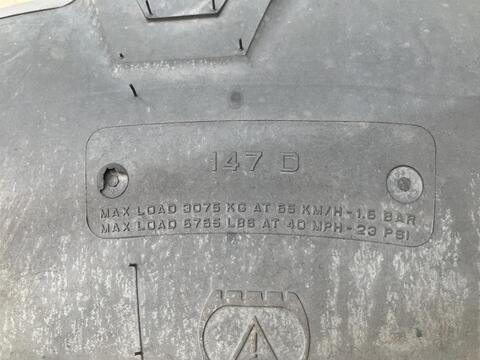 147 D
MAX LOAD 3075 KG AT 65 KM/H - 1.6 BAR
MAX LOAD 6755 LBS AT 40 MPH - 23 PSI